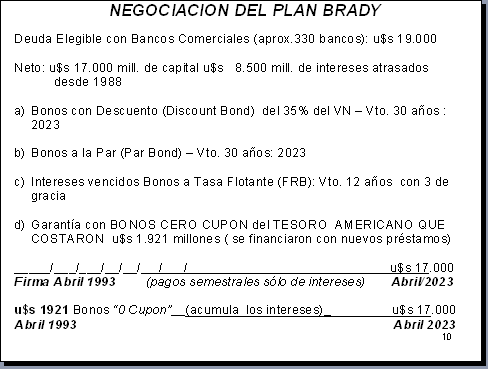 NEGOCIACION DEL PLAN BRADY
Deuda Elegible con Bancos Comerciales (aprox.330 bancos): u$s 19.000
Neto: u$s 17.000 mill. de capital u$s 8.500 mill. de intereses atrasados
desde 1988
a) Bonos con Descuento (Discount Bond) del 35% del VN – Vto. 30 años :
2023
b) Bonos a la Par (Par Bond) – Vto. 30 años: 2023
c) Intereses vencidos Bonos a Tasa Flotante (FRB): Vto. 12 años con 3 de
gracia
d) Garantía con BONOS CERO CUPON del TESORO AMERICANO QUE
COSTARON u$s 1.921 millones ( se financiaron con nuevos préstamos)
__ ___/___/___/___/__/__/___/___/______________________________u$s 17.000
Firma Abril 1993 (pagos semestrales sólo de intereses) Abril/2023
u$s 1921 Bonos “0 Cupon”__(acumula los intereses)_ u$s 17.000
Abril 1993 Abril 2023
10